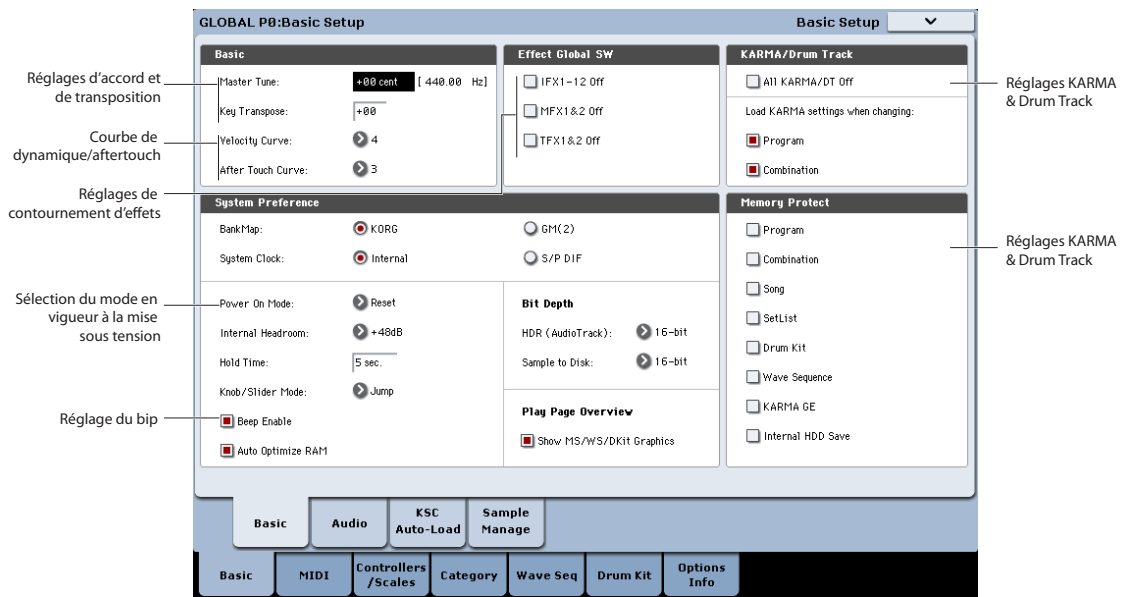 GLOBAL P0:Basic Setup
Basic Setup
Réglages d’accord et
de transposition
Courbe de
dynamique/aftertouch
Réglages de
contournement d’effets
Sélection du mode en
vigueur à la mise
sous tension
Réglage du bip
Basic
Master Tune: +00 cent [ 440.00 Hz]
Key Transpose: +00
Velocity Curve: 4
After Touch Curve: 3
Effect Global SW
IFX1-12 Off
MFX1&2 Off
TFX1&2 Off
KARMA/Drum Track
All KARMA/DT Off
Load KARMA settings when changing:
Program
Combination
Réglages KARMA
& Drum Track
System Preference
BankMap: KORG GM(2)
System Clock: Internal S/P DIF
Power On Mode: Reset
Internal Headroom: +48dB
Hold Time: 5 sec.
Knob/Slider Mode: Jump
Beep Enable
Auto Optimize RAM
Bit Depth
HDR (AudioTrack): 16-bit
Sample to Disk: 16-bit
Play Page Overview
Show MS/WS/DKit Graphics
Memory Protect
Program
Combination
Song
SetList
Drum Kit
Wave Sequence
KARMA GE
Internal HDD Save
Réglages KARMA
& Drum Track
Basic
Audio
KSC
Auto-Load
Sample
Manage
Basic
MIDI
Controllers
/Scales
Category
Wave Seq
Drum Kit
Options
Info